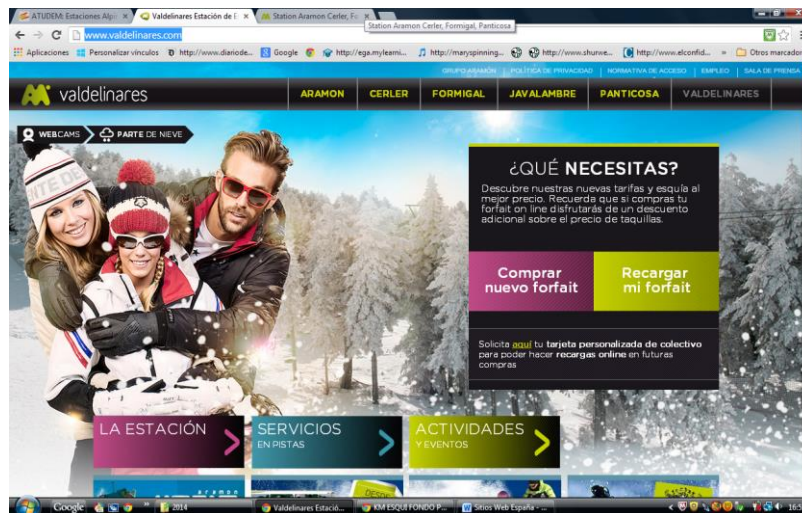 ATUDEM: Estaciones Alpi
Valdelinares Estación de E
Station Aramon Cerler, Fo
Station Aramon Cerler, Formigal, Panticosa
www.valdelinares.com
Aplicaciones Personalizar vínculos http://www.diariode... Google http://ega.mylearni... http://maryspinning... http://www.shunwe... http://www.elconfid... » Otros marcador
GRUPO ARAMÓN | POLÍTICA DE PRIVACIDAD | NORMATIVA DE ACCESO | EMPLEO | SALA DE PRENSA
valdelinares
ARAMON CERLER FORMIGAL JAVALAMBRE PANTICOSA VALDELINARES
WEBCAMS PARTE DE NIEVE
¿QUÉ NECESITAS?
Descubre nuestras nuevas tarifas y esquía al
mejor precio. Recuerda que si compras tu
forfait on line disfrutarás de un descuento
adicional sobre el precio de taquillas.
Comprar
nuevo forfait
Recargar
mi forfait
Solicita aquí tu tarjeta personalizada de colectivo
para poder hacer recargas online en futuras
compras
LA ESTACIÓN
SERVICIOS
EN PISTAS
ACTIVIDADES
Y EVENTOS
aramon
DESDE
Google
2014
Valdelinares Estació...
KM ESQUI FONDO P...
Sitios Web España - ...